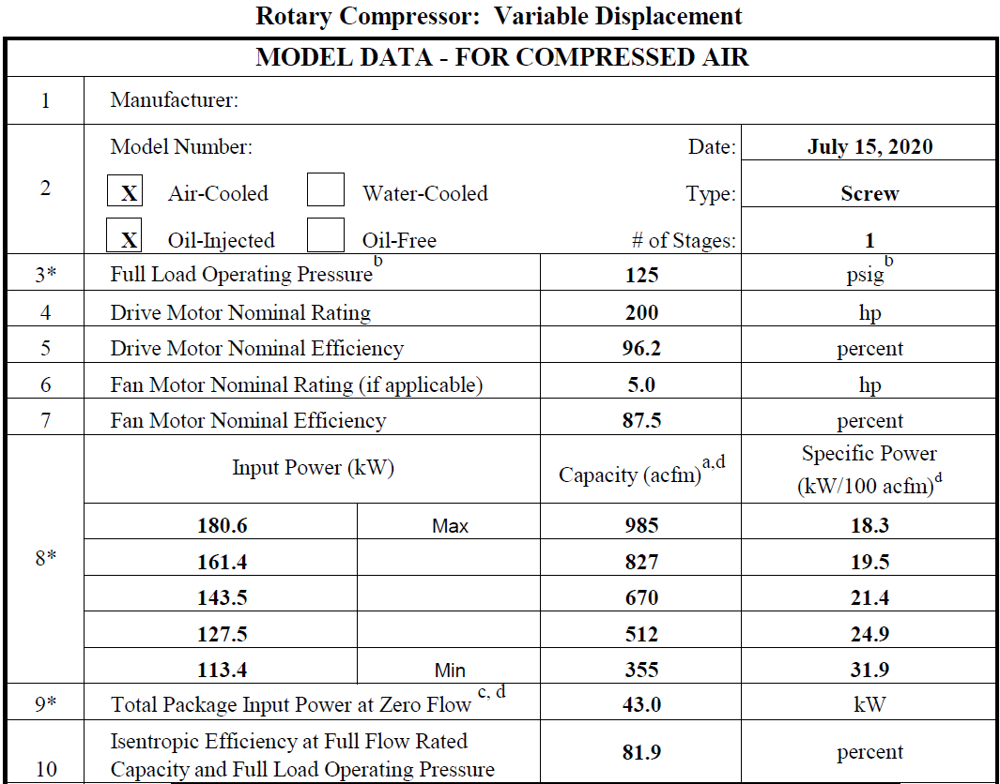 Rotary Compressor:  Variable Displacement
MODEL DATA - FOR COMPRESSED AIR
1 Manufacturer:
Model Number: Date: July 15, 2020
2 X Air-Cooled Water-Cooled Type: Screw
X Oil-Injected Oil-Free # of Stages: 1
3* Full Load Operating Pressure b 125 psig b
4 Drive Motor Nominal Rating 200 hp
5 Drive Motor Nominal Efficiency 96.2 percent
6 Fan Motor Nominal Rating (if applicable) 5.0 hp
7 Fan Motor Nominal Efficiency 87.5 percent
8* Input Power (kW) Capacity (acfm) a,d Specific Power
(kW/100 acfm) d
180.6 Max 985 18.3
161.4 827 19.5
143.5 670 21.4
127.5 512 24.9
113.4 Min 355 31.9
9* Total Package Input Power at Zero Flow c, d 43.0 kW
10 Isentropic Efficiency at Full Flow Rated
Capacity and Full Load Operating Pressure 81.9 percent